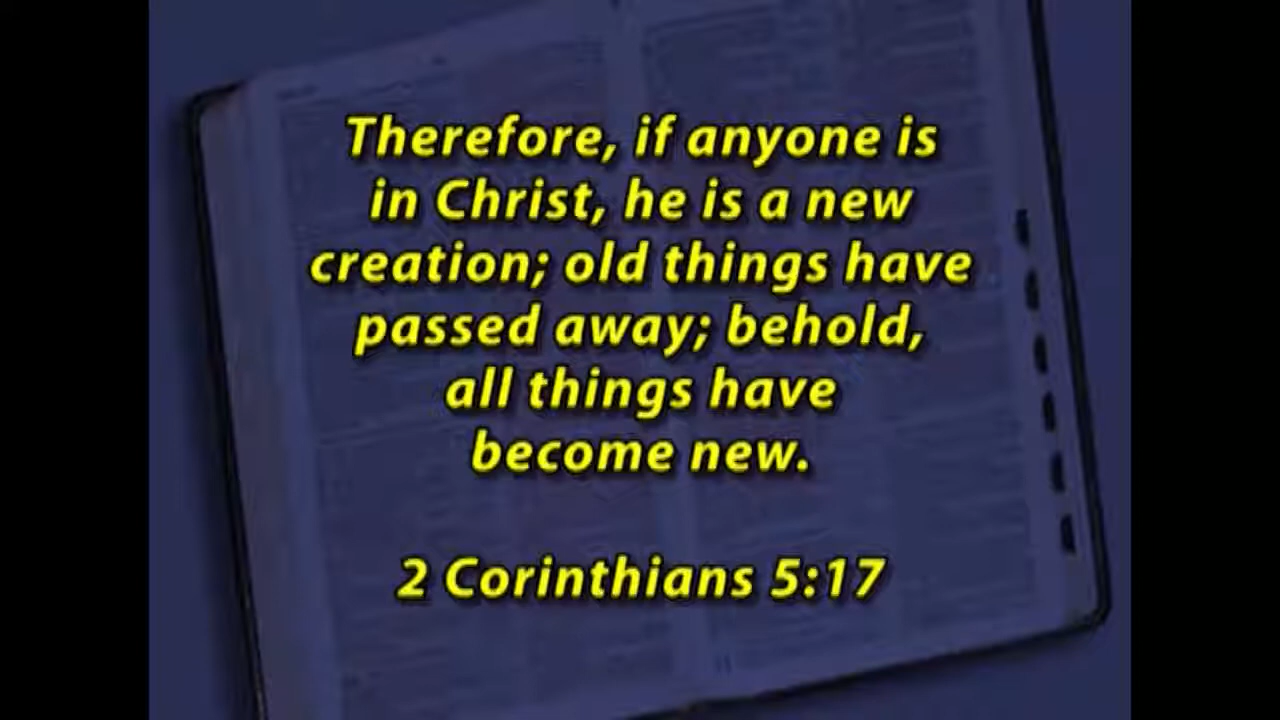 Therefore, if anyone is
in Christ, he is a new
creation; old things have
passed away; behold,
all things have
become new.
2 Corinthians 5:17